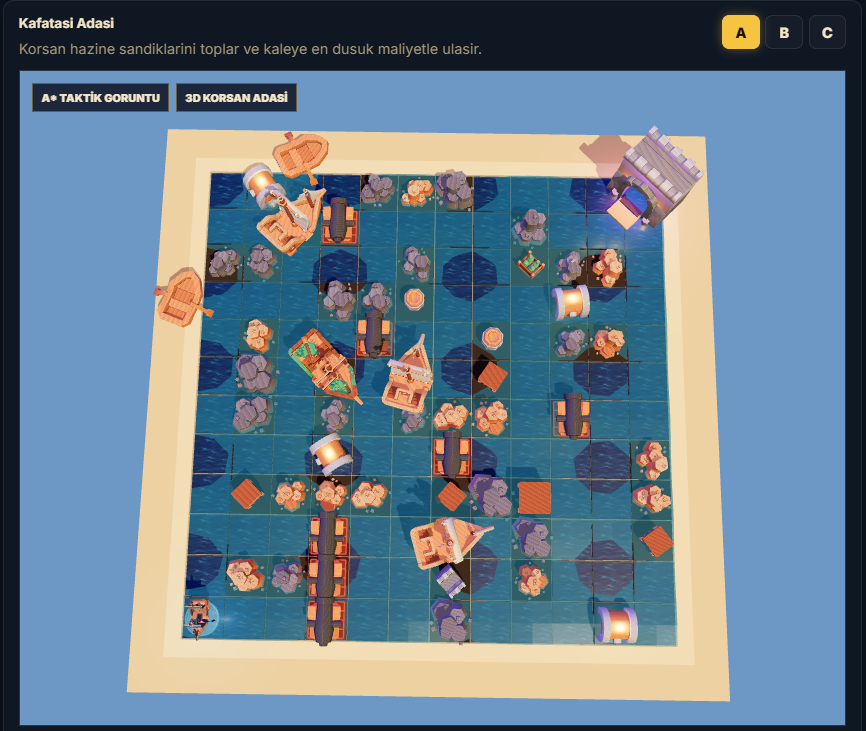 Kafatasi Adasi
A B C
Korsan hazine sandiklarini toplar ve kaleye en dusuk maliyetle ulasir.
A* TAKTİK GORUNTU 3D KORSAN ADASİ